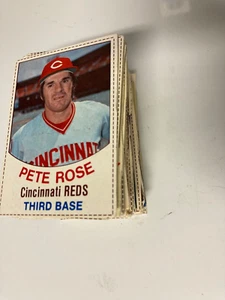 C
CINCINNATI
PETE ROSE
Cincinnati REDS
THIRD BASE